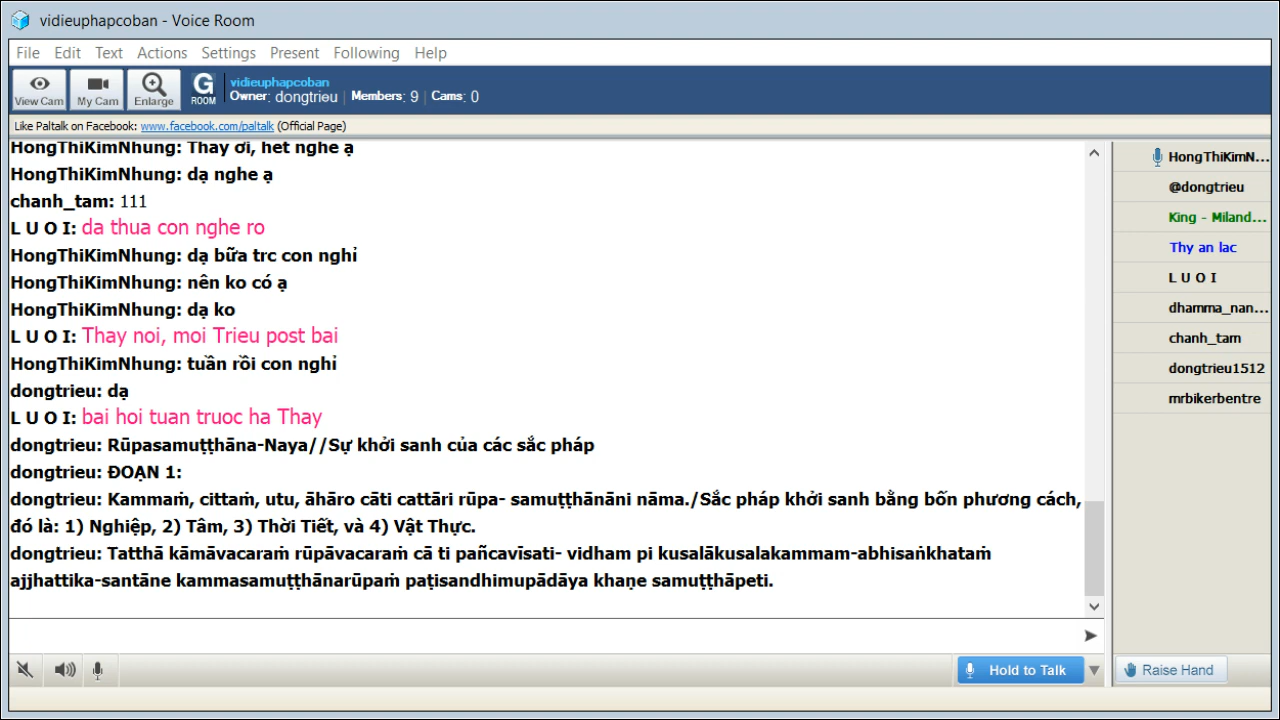 vidieuphapcoban - Voice Room
File Edit Text Actions Settings Present Following Help
View Cam
My Cam
Enlarge
G
ROOM
vidieuphapcoban
Owner: dongtrieu | Members: 9 | Cams: 0
Like Paltalk on Facebook: www.facebook.com/paltalk (Official Page)
HongThiKimNhung: Thầy ơi, hết nghe ạ
HongThiKimNhung: dạ nghe ạ
chanh_tam: 111
L U O I: da thua con nghe ro
HongThiKimNhung: dạ bữa trc con nghỉ
HongThiKimNhung: nên ko có ạ
HongThiKimNhung: dạ ko
L U O I: Thay noi, moi Trieu post bai
HongThiKimNhung: tuần rồi con nghỉ
dongtrieu: dạ
L U O I: bai hoi tuan truoc ha Thay
dongtrieu: Rūpasamuṭṭhāna-Naya//Sự khởi sanh của các sắc pháp
dongtrieu: ĐOẠN 1:
dongtrieu: Kammaṁ, cittaṁ, utu, āhāro cāti cattāri rūpa- samuṭṭhānāni nāma./Sắc pháp khởi sanh bằng bốn phương cách,
đó là: 1) Nghiệp, 2) Tâm, 3) Thời Tiết, và 4) Vật Thực.
dongtrieu: Tatthā kāmāvacaraṁ rūpāvacaraṁ cā ti pañcavīsati- vidham pi kusalākusalakammam-abhisaṅkhataṁ
ajjhattika-santāne kammasamuṭṭhānarūpaṁ paṭisandhimupādāya khaṇe samuṭṭhāpeti.
HongThiKimN...
@dongtrieu
King - Miland...
Thy an lac
L U O I
dhamma_nan...
chanh_tam
dongtrieu1512
mrbikerbentre
Hold to Talk
Raise Hand